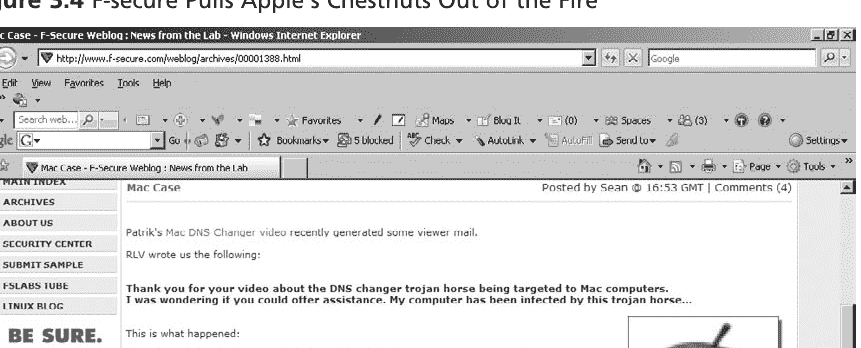 gure 3.4 F-secure Pulls Apple's Chestnuts Out of the Fire
c Case - F-Secure Weblog : News from the Lab - Windows Internet Explorer
http://www.f-secure.com/weblog/archives/00001388.html Google
Edit View Favorites Tools Help
Search web... Favorites Maps Blog It (0) Spaces (3)
gle G Go Bookmarks 5 blocked Check AutoLink AutoFill Send to Settings
Mac Case - F-Secure Weblog : News from the Lab Page Tools
MAIN INDEX
ARCHIVES
ABOUT US
SECURITY CENTER
SUBMIT SAMPLE
FSLABS TUBE
LINUX BLOG
BE SURE.
Mac Case Posted by Sean @ 16:53 GMT | Comments (4)
Patrik's Mac DNS Changer video recently generated some viewer mail.
RLV wrote us the following:
Thank you for your video about the DNS changer trojan horse being targeted to Mac computers.
I was wondering if you could offer assistance. My computer has been infected by this trojan horse...
This is what happened: